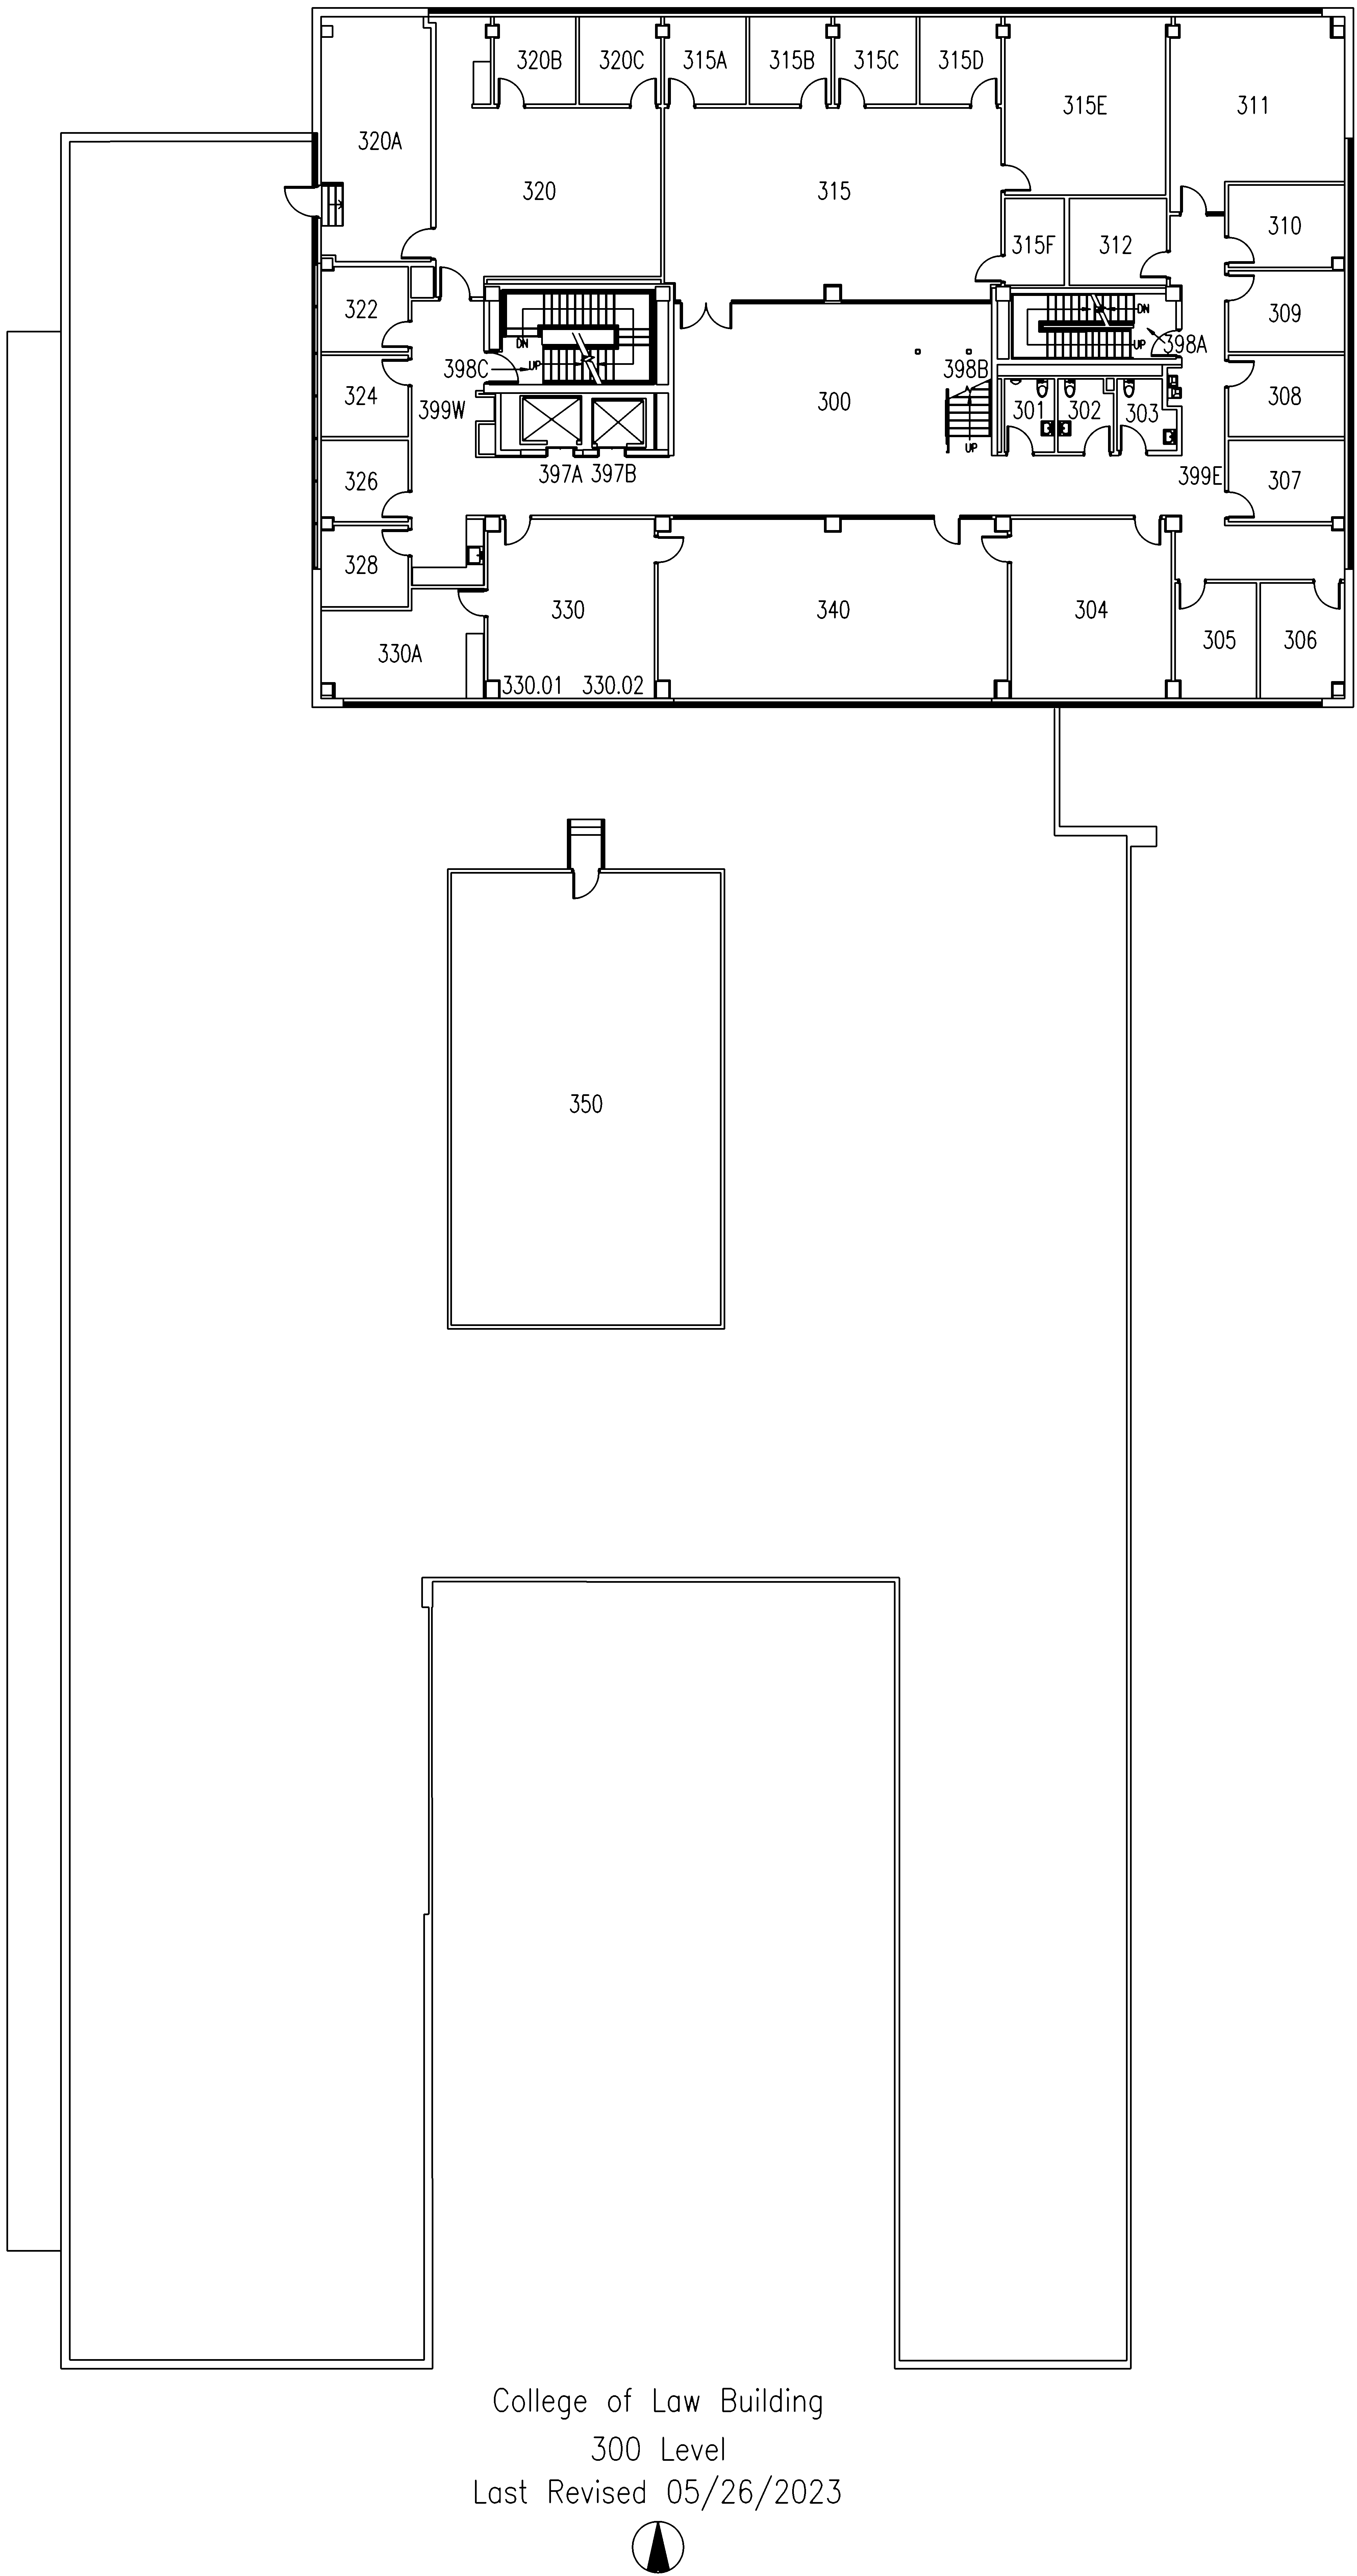 320B 320C 315A 315B 315C 315D
315E 311
320A
320 315
310
315F 312
322 309
DN DN
UP 398A
398C UP 398B
324 308
399W 300 301 302 303
UP
397A 397B 399E
326 307
328
330 340 304
305 306
330A
330.01 330.02
350
College of Law Building
300 Level
Last Revised 05/26/2023